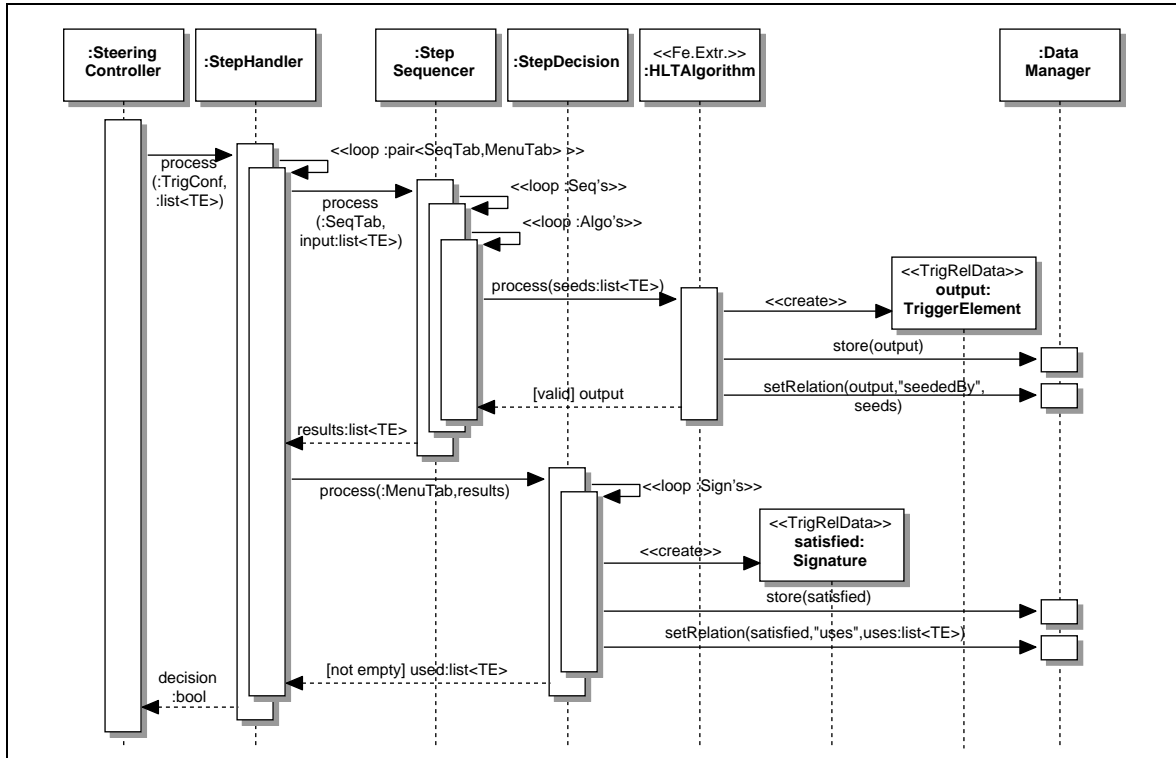 :Steering
Controller
:StepHandler
:Step
Sequencer
:StepDecision
<<Fe.Extr.>>
:HLTAlgorithm
:Data
Manager
<<loop :pair<SeqTab,MenuTab> >>
process
(:TrigConf,
:list<TE>)
<<loop :Seq's>>
process
(:SeqTab,
input:list<TE>)
<<loop :Algo's>>
<<TrigRelData>>
output:
TriggerElement
process(seeds:list<TE>)
<<create>>
store(output)
setRelation(output,"seededBy",
seeds)
[valid] output
results:list<TE>
process(:MenuTab,results)
<<loop :Sign's>>
<<TrigRelData>>
satisfied:
Signature
<<create>>
store(satisfied)
setRelation(satisfied,"uses",uses:list<TE>)
[not empty] used:list<TE>
decision
:bool